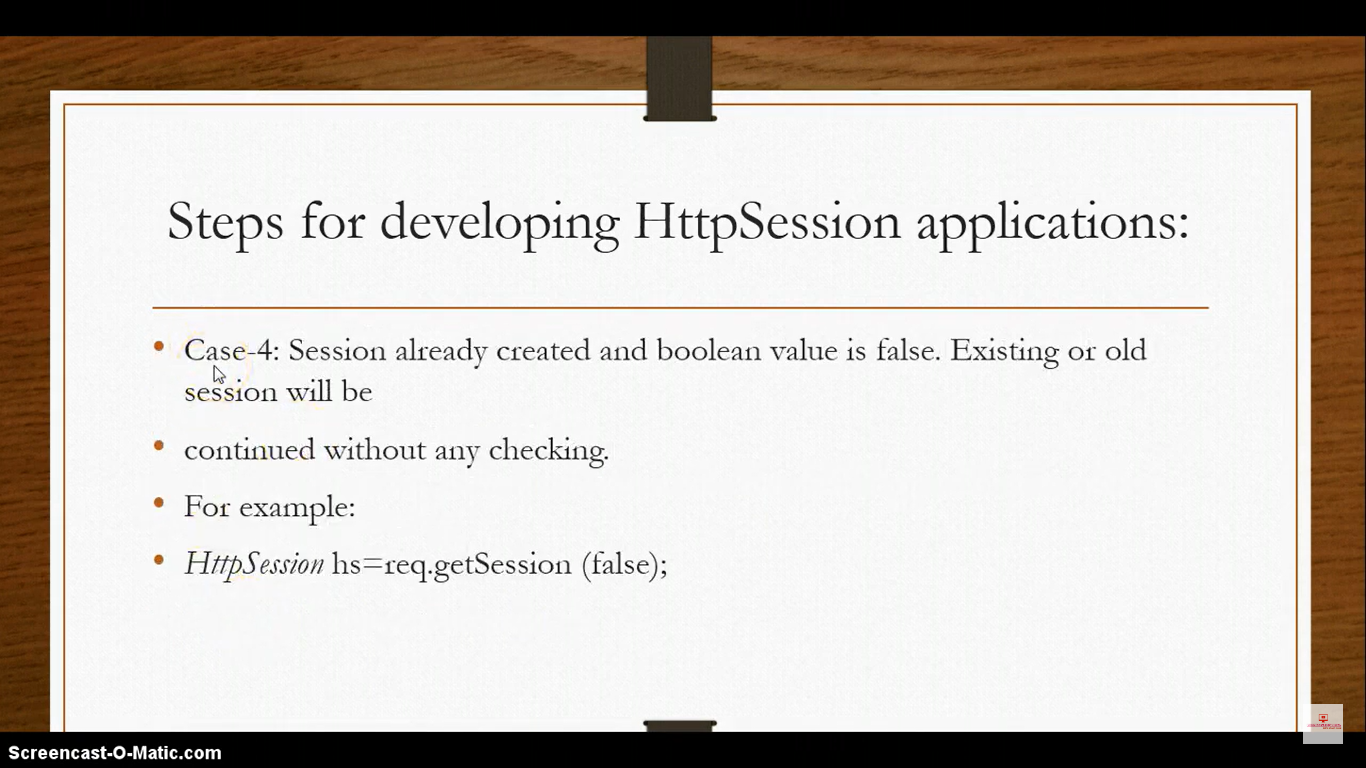 Steps for developing HttpSession applications:
• Case-4: Session already created and boolean value is false. Existing or old
session will be
• continued without any checking.
• For example:
• HttpSession hs=req.getSession (false);
Screencast-O-Matic.com